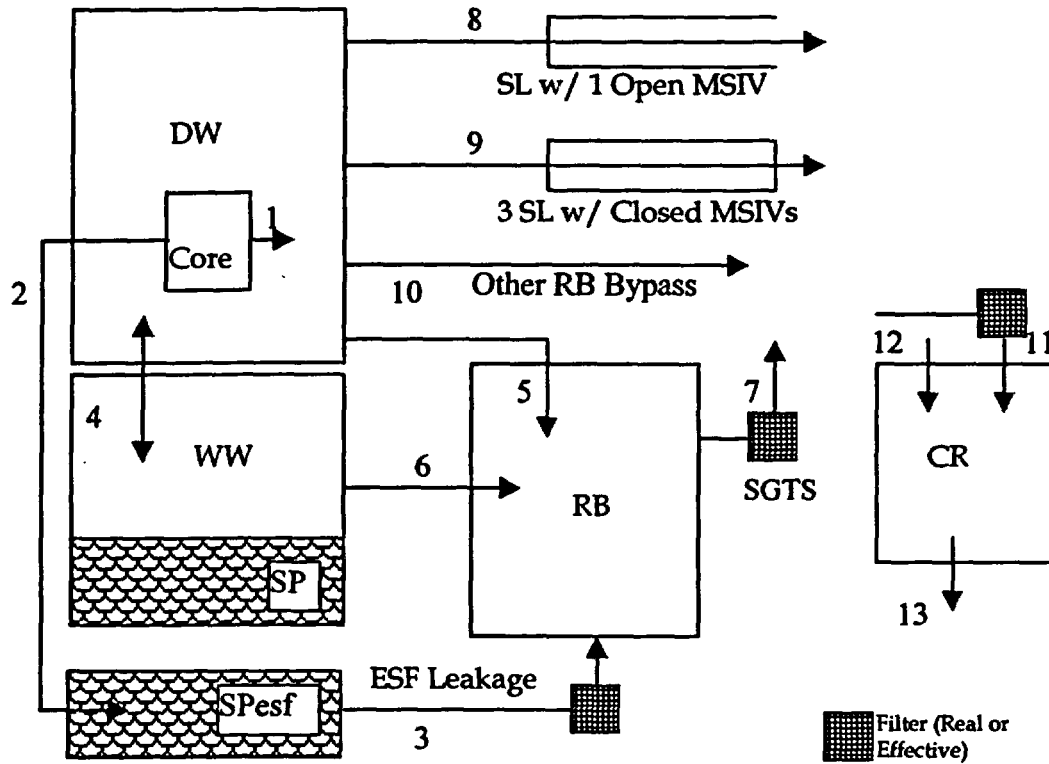 8
SL w/ 1 Open MSIV
DW
9
3 SL w/ Closed MSIVs
1
Core
2
10
Other RB Bypass
12
11
4
5
7
WW
6
CR
SGTS
RB
SP
13
ESF Leakage
SPesf
3
Filter (Real or
Effective)